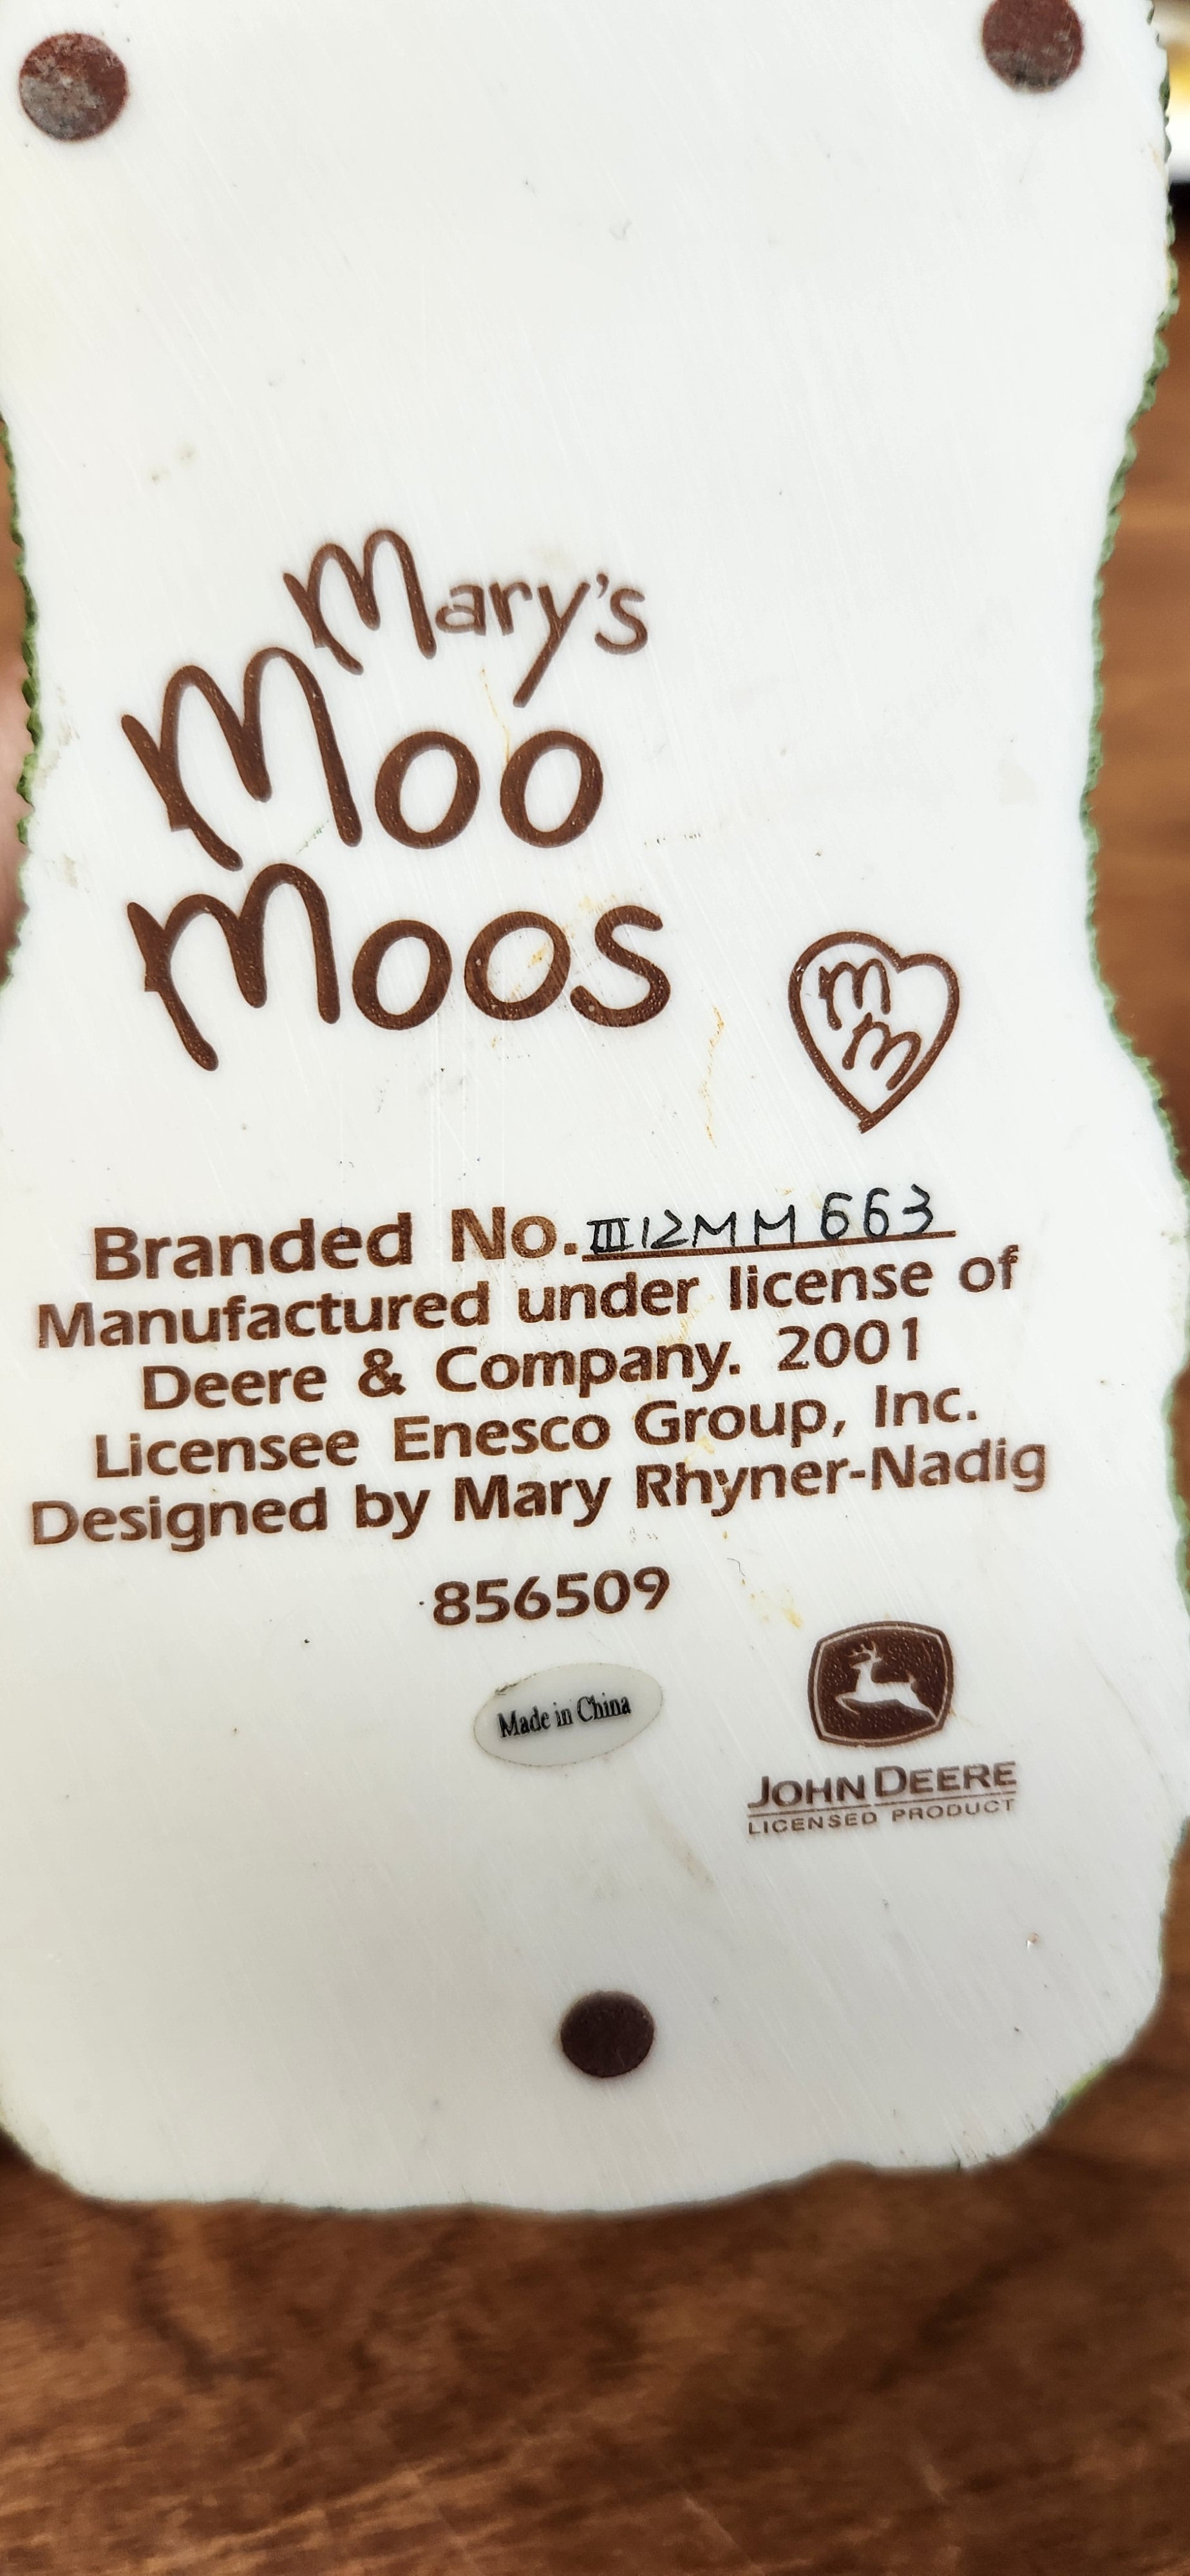 Mary's
Moo
Moos
MM
Branded No. III12MM663
Manufactured under license of
Deere & Company. 2001
Licensee Enesco Group, Inc.
Designed by Mary Rhyner-Nadig
856509
Made in China
JOHN DEERE
LICENSED PRODUCT